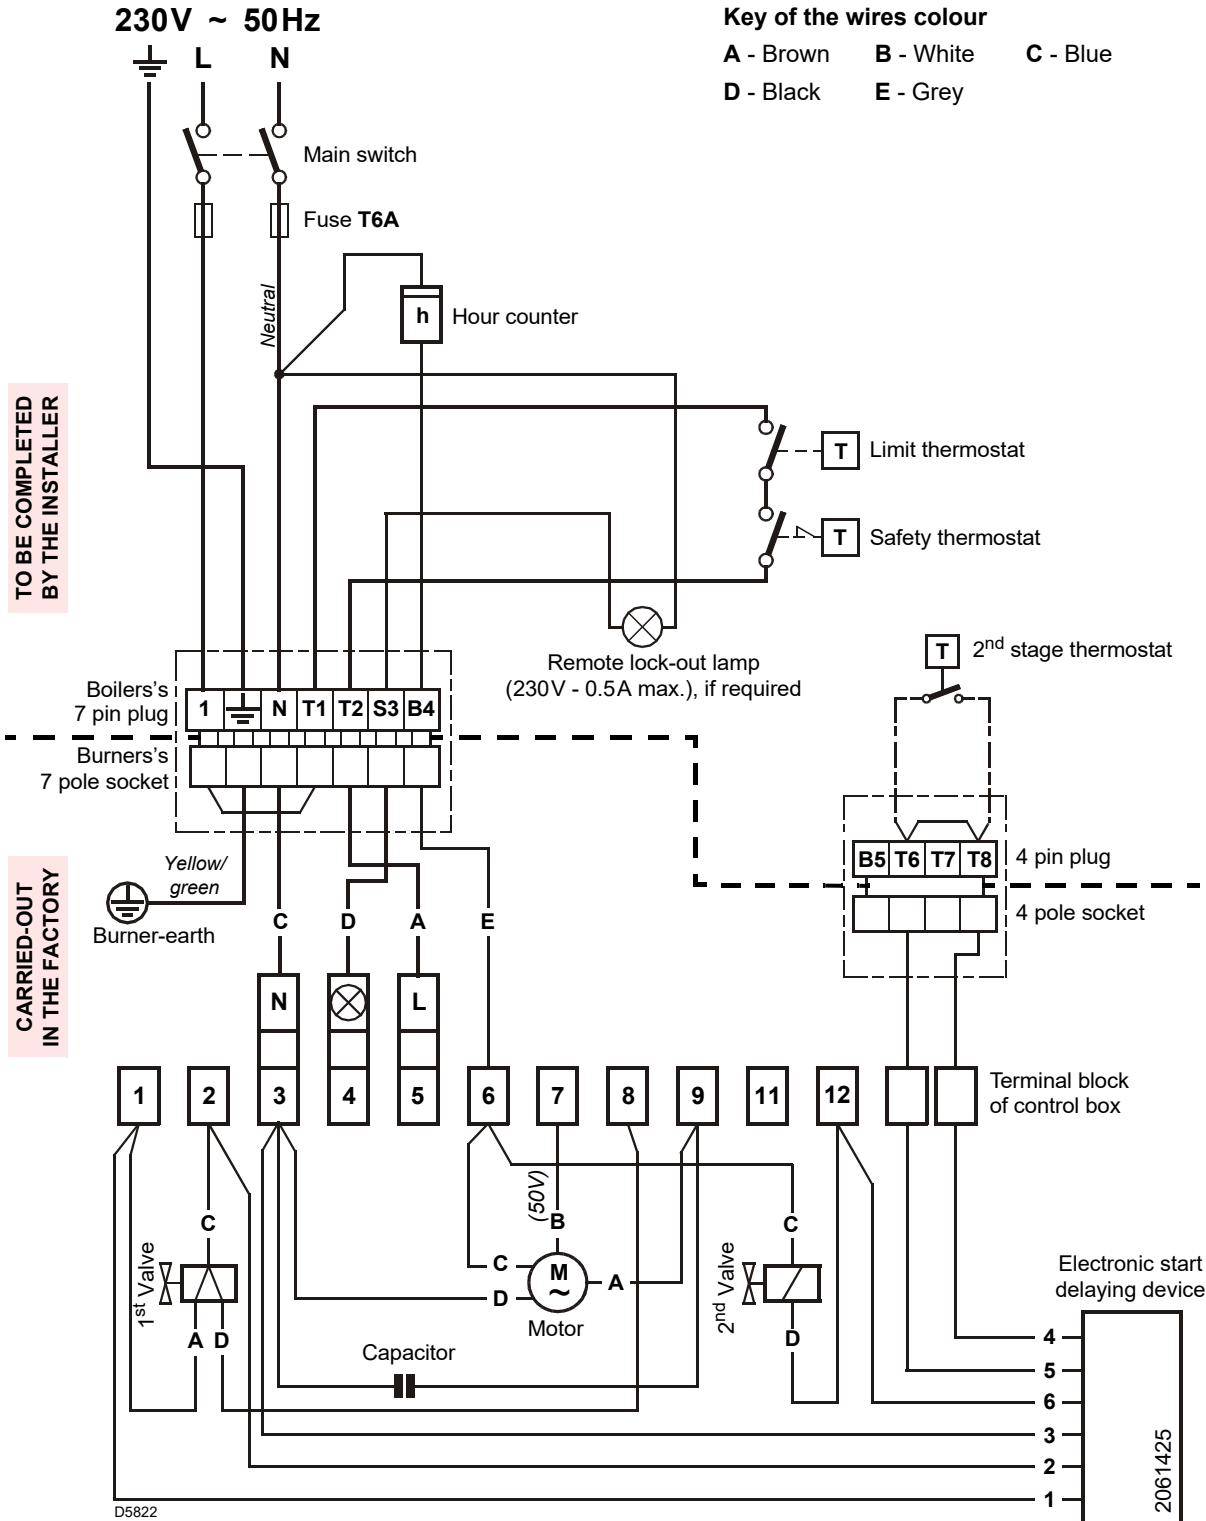 230V ~ 50Hz
L N
Key of the wires colour
A - Brown B - White C - Blue
D - Black E - Grey
Main switch
Fuse T6A
Neutral
h Hour counter
TO BE COMPLETED
BY THE INSTALLER
T Limit thermostat
T Safety thermostat
Remote lock-out lamp
(230V - 0.5A max.), if required
T 2nd stage thermostat
Boilers's
7 pin plug
1 N T1 T2 S3 B4
Burners's
7 pole socket
CARRIED-OUT
IN THE FACTORY
Yellow/
green
Burner-earth
B5 T6 T7 T8 4 pin plug
4 pole socket
C D A E
N L
1 2 3 4 5 6 7 8 9 11 12
Terminal block
of control box
(50V)
B
C
1st Valve
A D
C
D
M
~
A
Motor
Capacitor
C
2nd Valve
D
Electronic start
delaying device
4
5
6
3
2
1
2061425
D5822